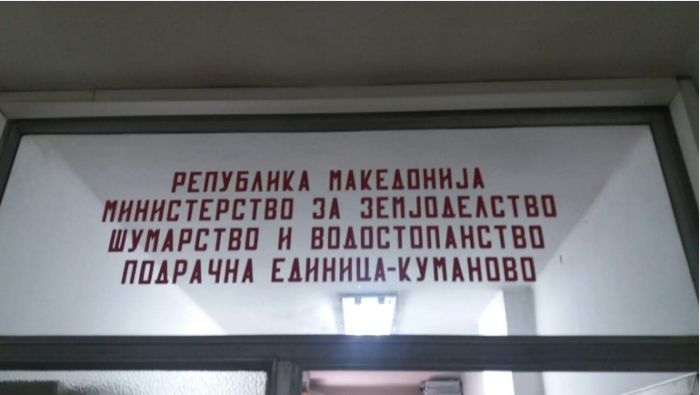 РЕПУБЛИКА МАКЕДОНИЈА
МИНИСТЕРСТВО ЗА ЗЕМЈОДЕЛСТВО
ШУМАРСТВО И ВОДОСТОПАНСТВО
ПОДРАЧНА ЕДИНИЦА-КУМАНОВО